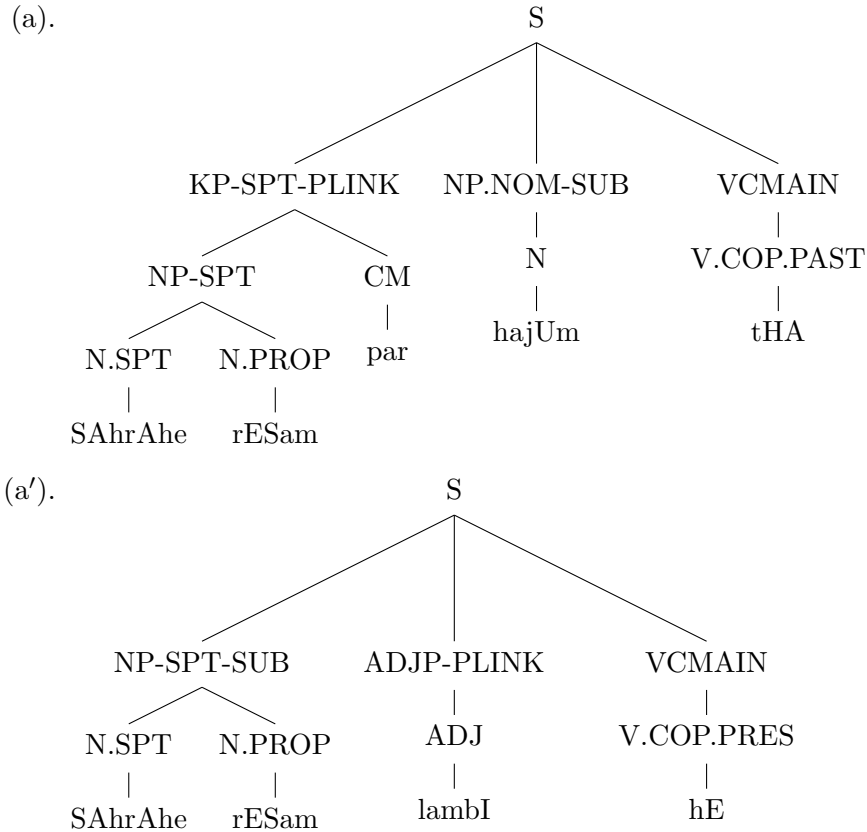 (a).
S
KP-SPT-PLINK NP.NOM-SUB VCMAIN
NP-SPT CM N V.COP.PAST
N.SPT N.PROP par hajUm tHA
SAhrAhe rESam
(a′).
S
NP-SPT-SUB ADJP-PLINK VCMAIN
N.SPT N.PROP ADJ V.COP.PRES
SAhrAhe rESam lambI hE